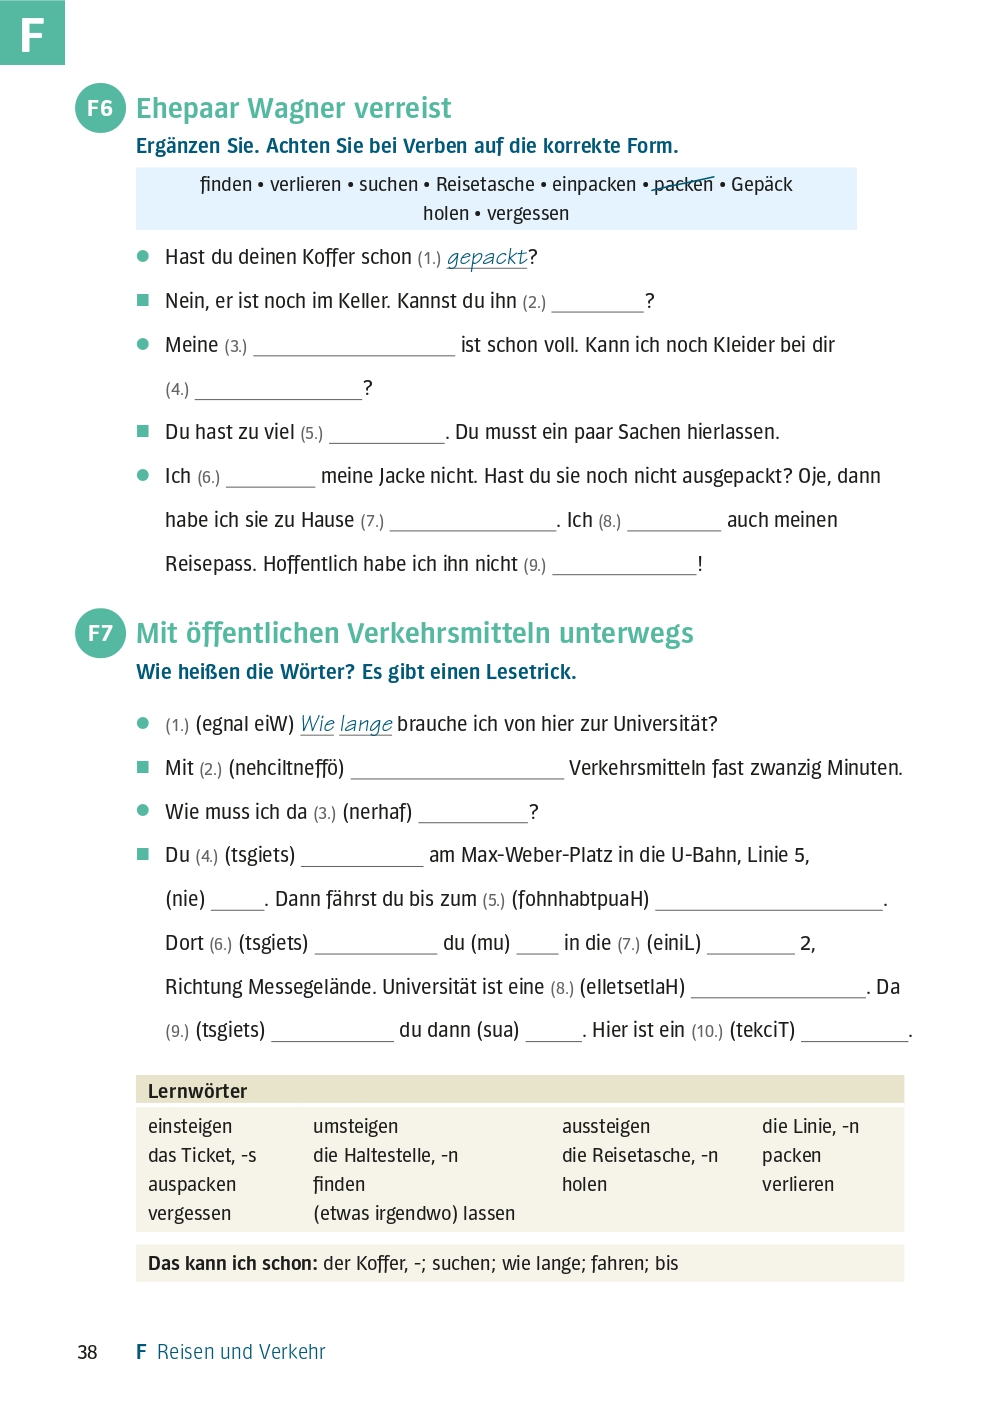 F
F6 Ehepaar Wagner verreist
Ergänzen Sie. Achten Sie bei Verben auf die korrekte Form.
finden • verlieren • suchen • Reisetasche • einpacken • packen • Gepäck
holen • vergessen
● Hast du deinen Koffer schon (1.) gepackt?
■ Nein, er ist noch im Keller. Kannst du ihn (2.) ________?
● Meine (3.) ________ ist schon voll. Kann ich noch Kleider bei dir
(4.) ________?
■ Du hast zu viel (5.) ________. Du musst ein paar Sachen hierlassen.
● Ich (6.) ________ meine Jacke nicht. Hast du sie noch nicht ausgepackt? Oje, dann
habe ich sie zu Hause (7.) ________. Ich (8.) ________ auch meinen
Reisepass. Hoffentlich habe ich ihn nicht (9.) ________!
F7 Mit öffentlichen Verkehrsmitteln unterwegs
Wie heißen die Wörter? Es gibt einen Lesetrick.
● (1.) (egnal eiW) Wie lange brauche ich von hier zur Universität?
■ Mit (2.) (nehciltneffö) ________ Verkehrsmitteln fast zwanzig Minuten.
● Wie muss ich da (3.) (nerhaf) ________?
■ Du (4.) (tsgiets) ________ am Max-Weber-Platz in die U-Bahn, Linie 5,
(nie) ____. Dann fährst du bis zum (5.) (fohnhabtpuaH) ________.
Dort (6.) (tsgiets) ________ du (mu) ____ in die (7.) (einiL) ________ 2,
Richtung Messegelände. Universität ist eine (8.) (elletsetlaH) ________. Da
(9.) (tsgiets) ________ du dann (sua) ____. Hier ist ein (10.) (tekciT) ________.
Lernwörter
einsteigen umsteigen aussteigen die Linie, -n
das Ticket, -s die Haltestelle, -n die Reisetasche, -n packen
auspacken finden holen verlieren
vergessen (etwas irgendwo) lassen
Das kann ich schon: der Koffer, -; suchen; wie lange; fahren; bis
38 F Reisen und Verkehr